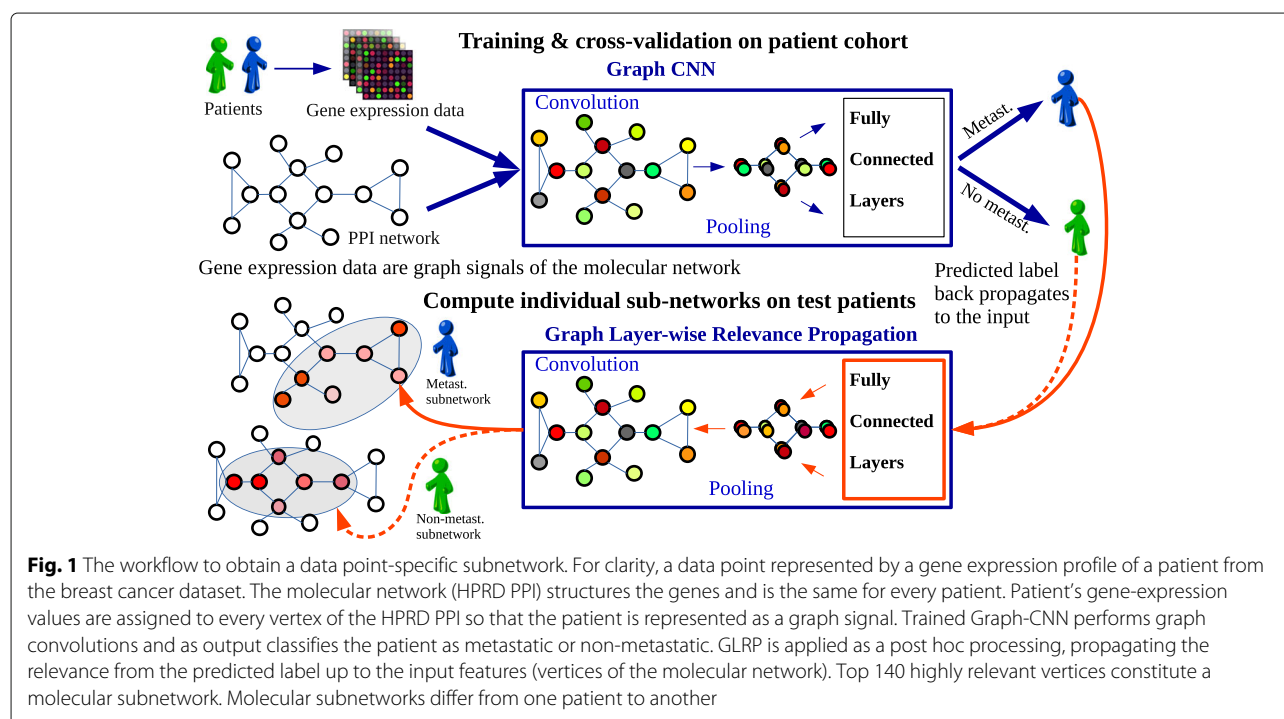 Training & cross-validation on patient cohort
Graph CNN
Patients
Gene expression data
PPI network
Convolution
Pooling
Fully
Connected
Layers
Metast.
No metast.
Gene expression data are graph signals of the molecular network
Predicted label
back propagates
to the input
Compute individual sub-networks on test patients
Graph Layer-wise Relevance Propagation
Metast.
subnetwork
Non-metast.
subnetwork
Convolution
Pooling
Fully
Connected
Layers
Fig. 1 The workflow to obtain a data point-specific subnetwork. For clarity, a data point represented by a gene expression profile of a patient from
the breast cancer dataset. The molecular network (HPRD PPI) structures the genes and is the same for every patient. Patient's gene-expression
values are assigned to every vertex of the HPRD PPI so that the patient is represented as a graph signal. Trained Graph-CNN performs graph
convolutions and as output classifies the patient as metastatic or non-metastatic. GLRP is applied as a post hoc processing, propagating the
relevance from the predicted label up to the input features (vertices of the molecular network). Top 140 highly relevant vertices constitute a
molecular subnetwork. Molecular subnetworks differ from one patient to another